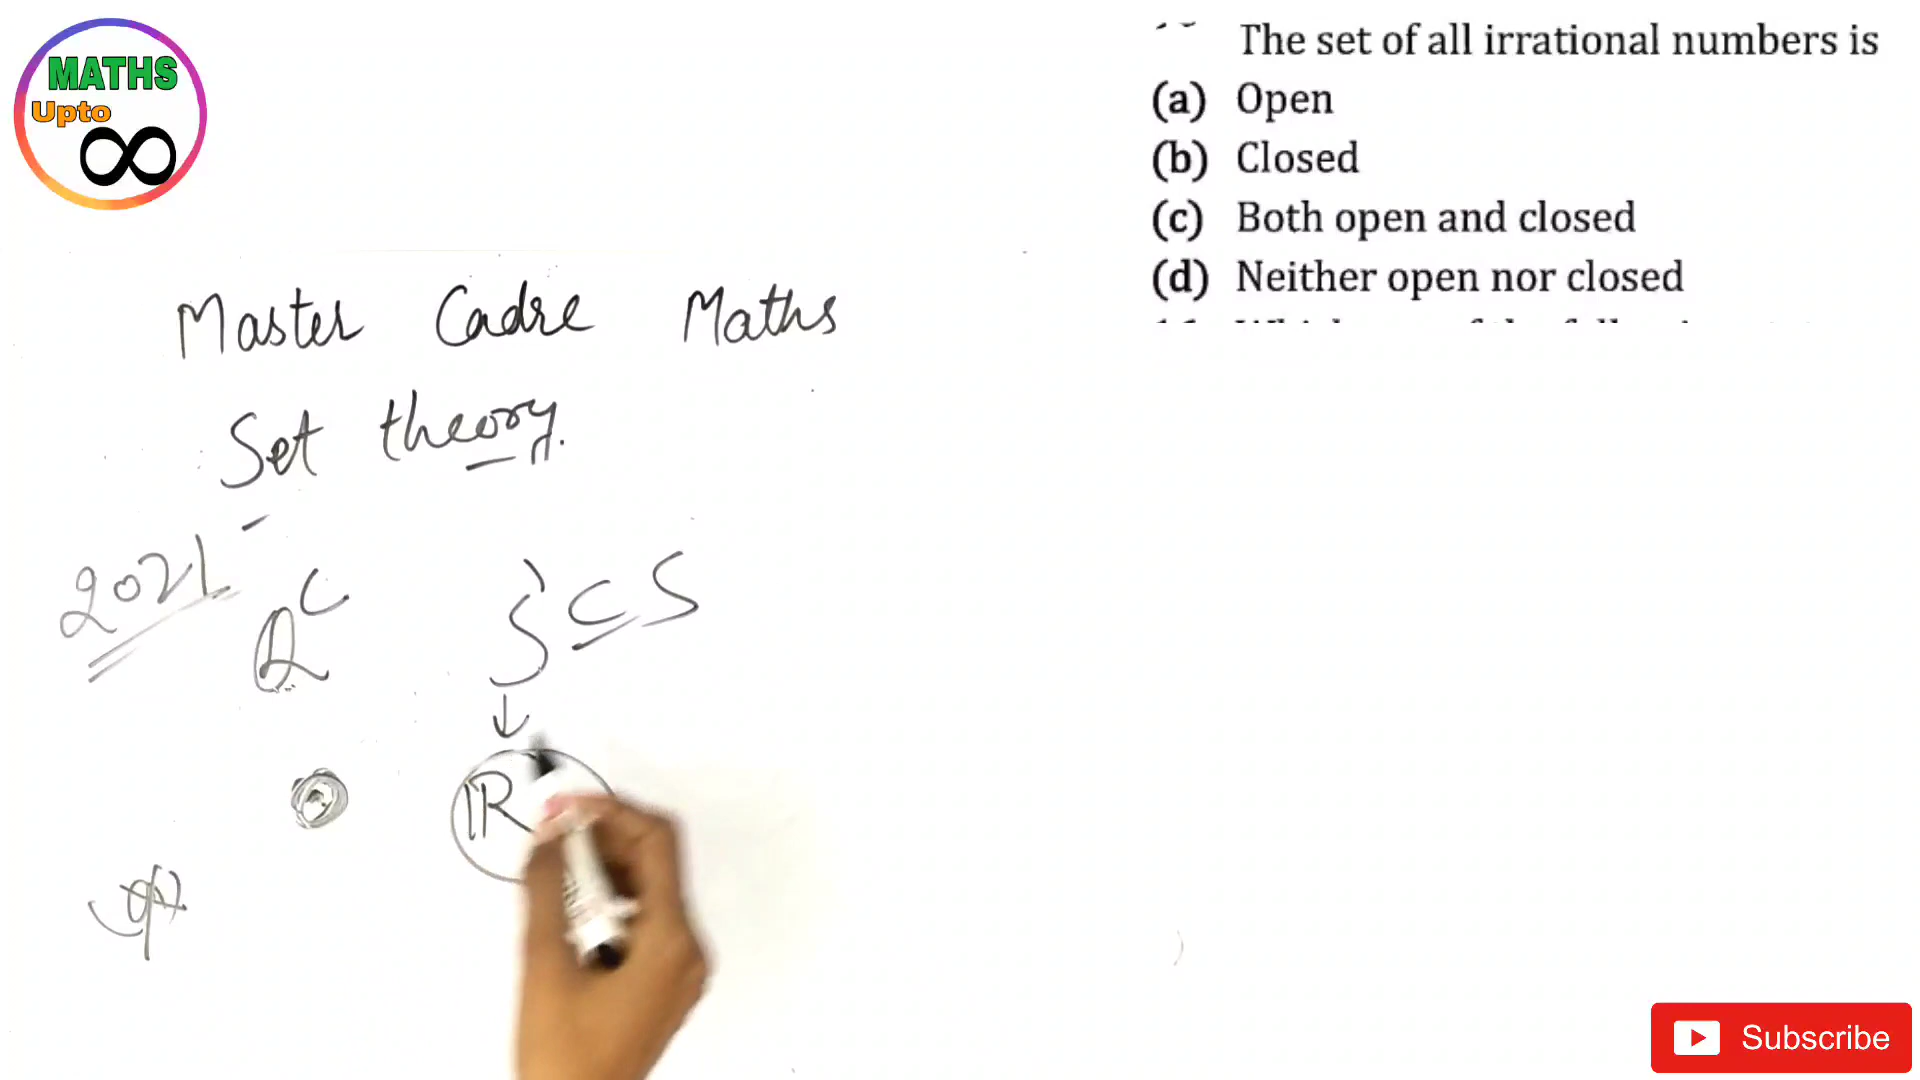 MATHS
Upto
∞
The set of all irrational numbers is
(a) Open
(b) Closed
(c) Both open and closed
(d) Neither open nor closed
Master Cadre Maths
Set theory.
2021
Q^C
S' ⊆ S
↓
IR
Subscribe